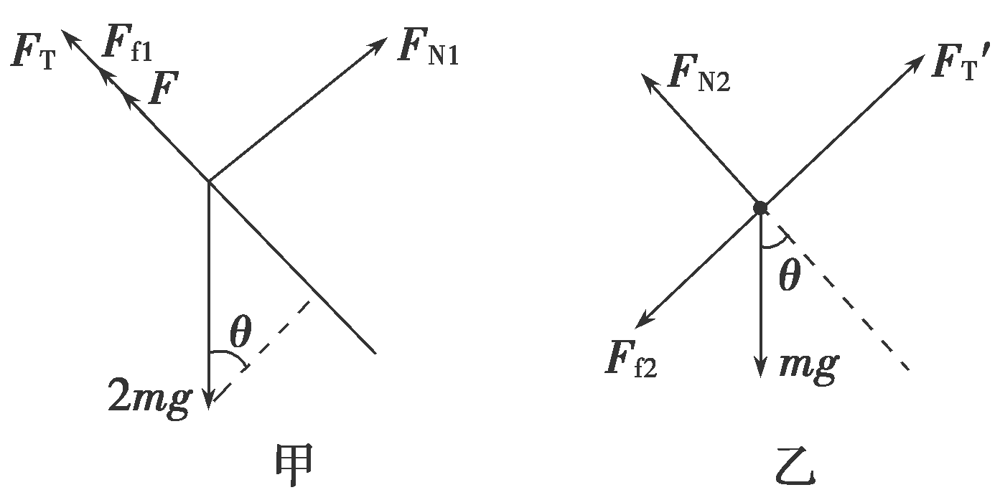 F_T
F_f1
F
F_N1
θ
2mg
甲
F_N2
F_T′
θ
F_f2
mg
乙